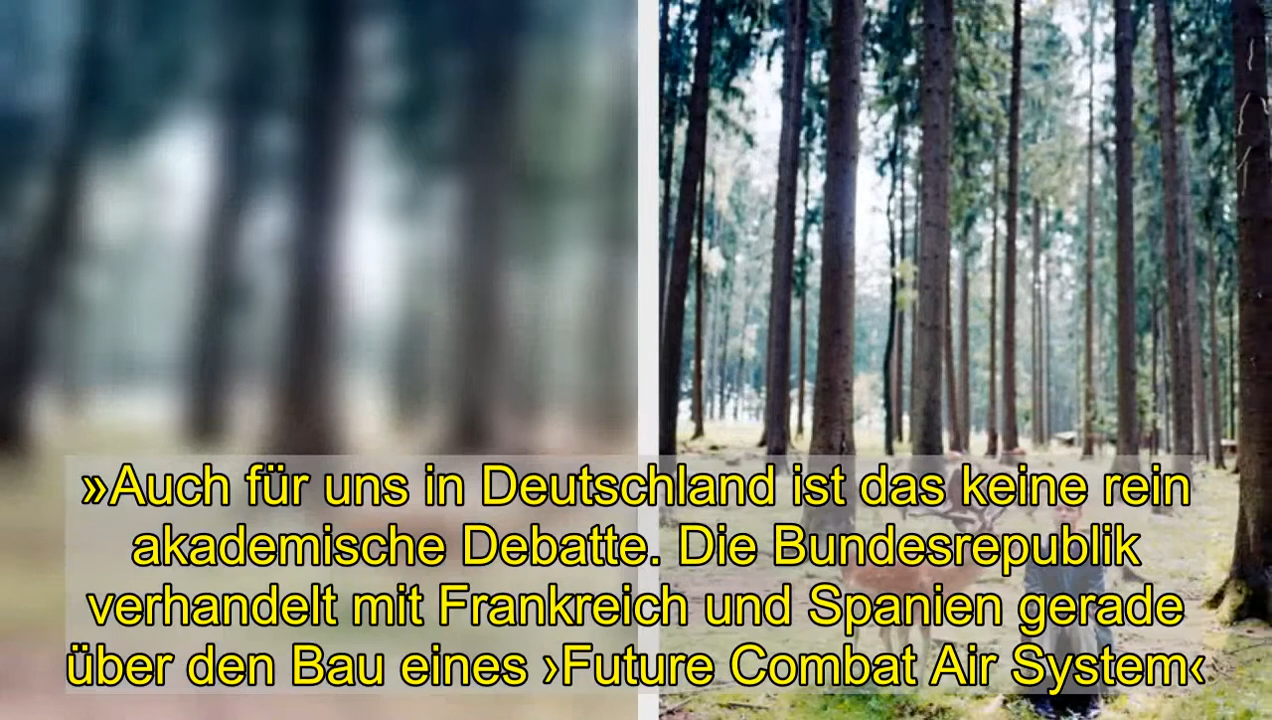 »Auch für uns in Deutschland ist das keine rein
akademische Debatte. Die Bundesrepublik
verhandelt mit Frankreich und Spanien gerade
über den Bau eines ›Future Combat Air System‹